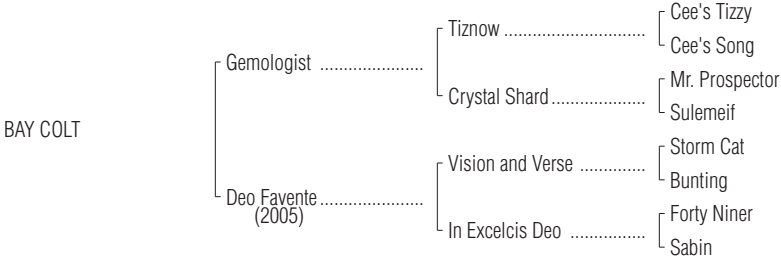 Cee's Tizzy
Tiznow ..............................
Cee's Song
Gemologist ......................
Mr. Prospector
Crystal Shard....................
Sulemeif
BAY COLT
Storm Cat
Vision and Verse ..............
Bunting
Deo Favente......................
(2005)
Forty Niner
In Excelcis Deo ................
Sabin